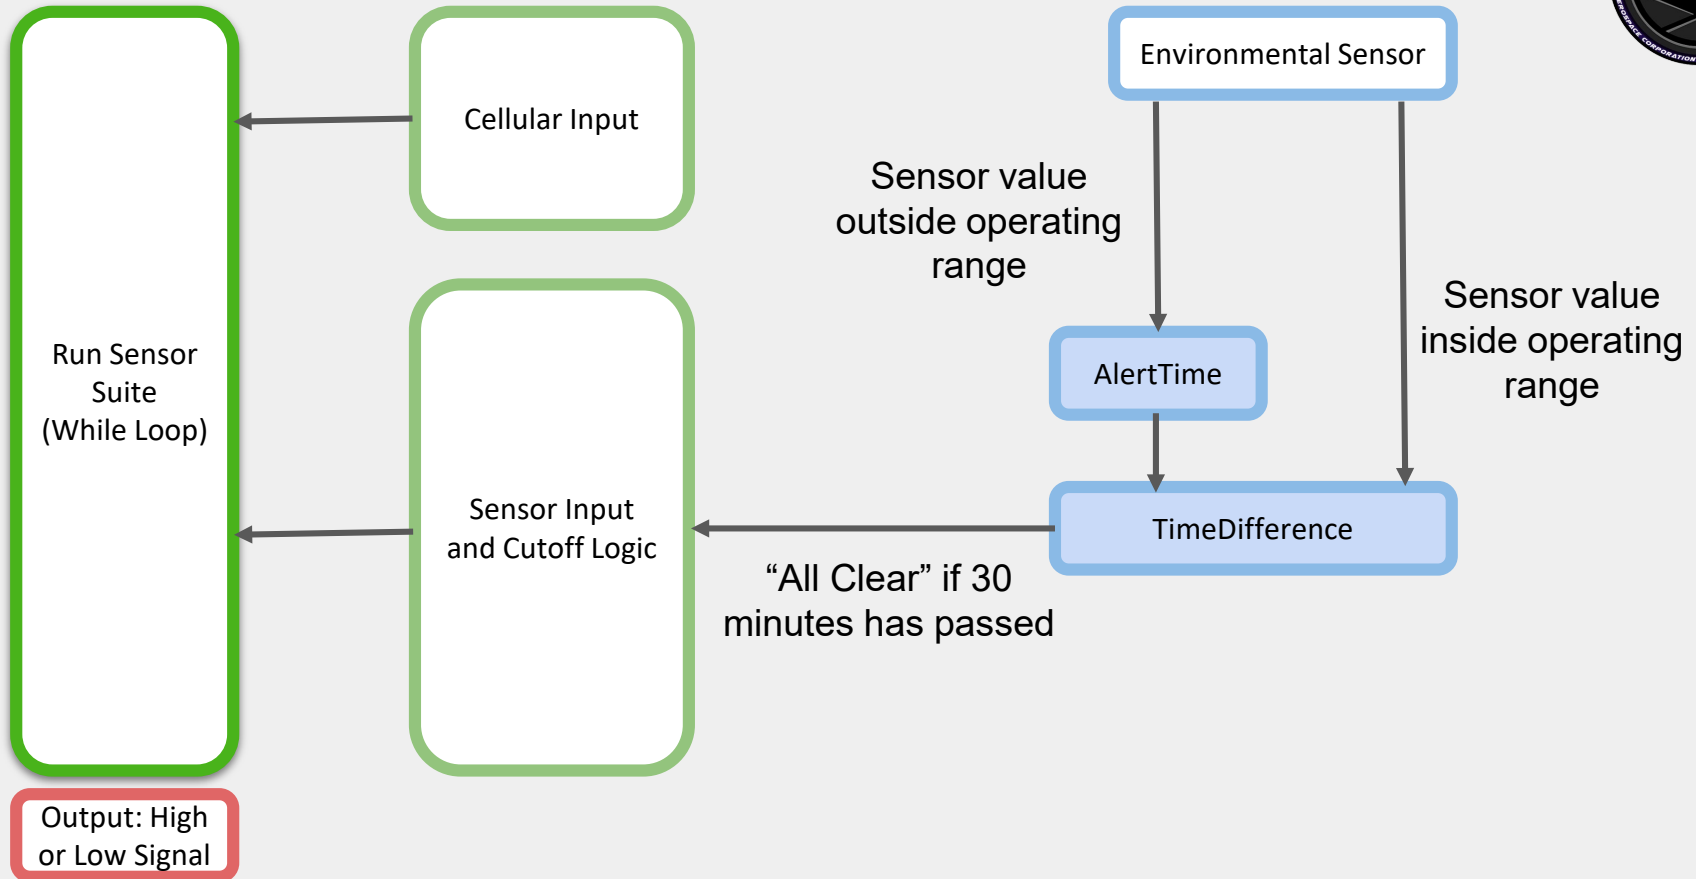 Environmental Sensor
Cellular Input
Sensor value
outside operating
range
Sensor value
inside operating
range
Run Sensor
Suite
(While Loop)
AlertTime
Sensor Input
and Cutoff Logic
TimeDifference
“All Clear” if 30
minutes has passed
Output: High
or Low Signal
CORPORATION